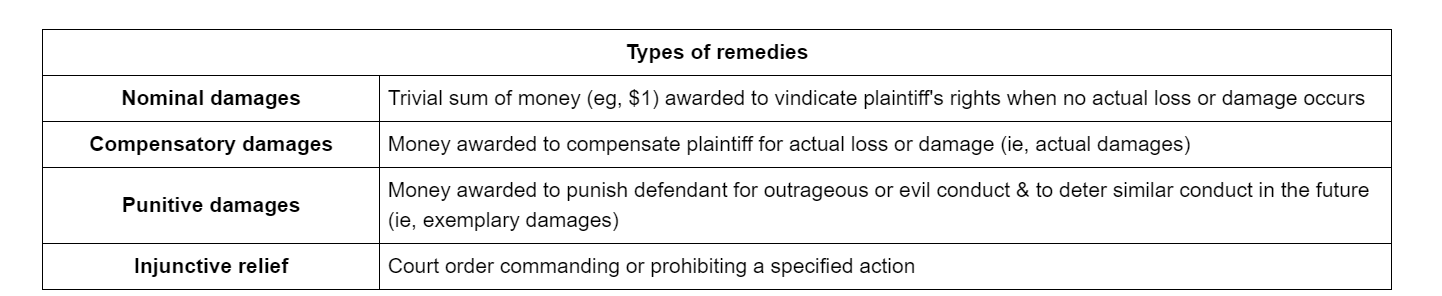 Types of remedies
Nominal damages
Trivial sum of money (eg, $1) awarded to vindicate plaintiff's rights when no actual loss or damage occurs
Compensatory damages
Money awarded to compensate plaintiff for actual loss or damage (ie, actual damages)
Punitive damages
Money awarded to punish defendant for outrageous or evil conduct & to deter similar conduct in the future
(ie, exemplary damages)
Injunctive relief
Court order commanding or prohibiting a specified action